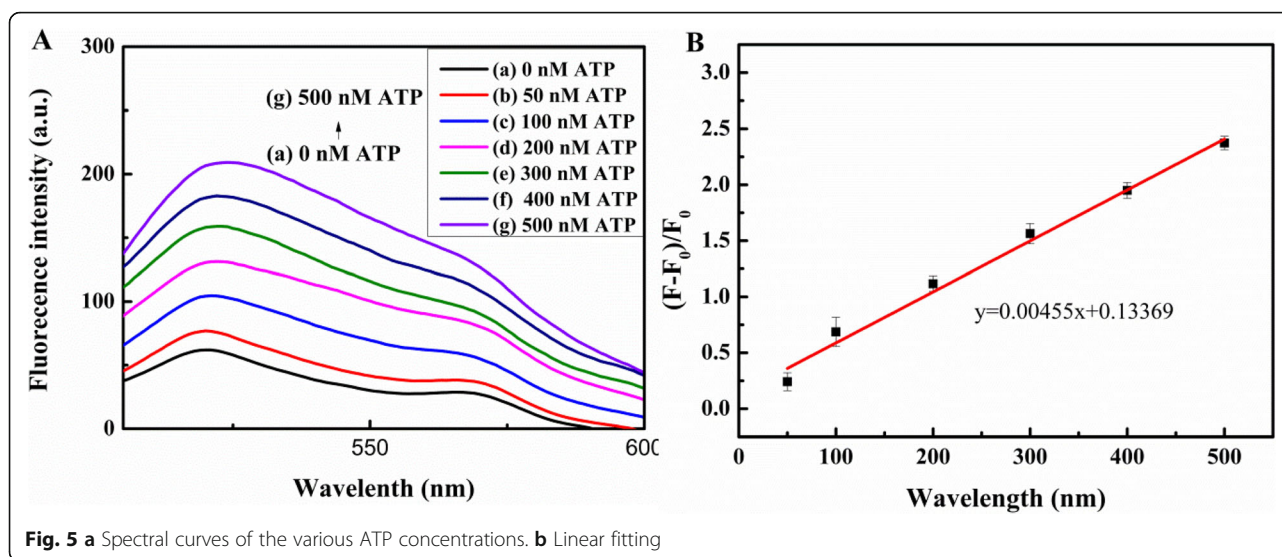 A
300
200
100
0
Fluorecence intensity (a.u.)
(g) 500 nM ATP
(a) 0 nM ATP
(a) 0 nM ATP
(b) 50 nM ATP
(c) 100 nM ATP
(d) 200 nM ATP
(e) 300 nM ATP
(f) 400 nM ATP
(g) 500 nM ATP
550
600
Wavelenth (nm)
B
3.0
2.5
2.0
1.5
1.0
0.5
0.0
(F-F0)/F0
y=0.00455x+0.13369
0 100 200 300 400 500
Wavelength (nm)
Fig. 5 a Spectral curves of the various ATP concentrations. b Linear fitting